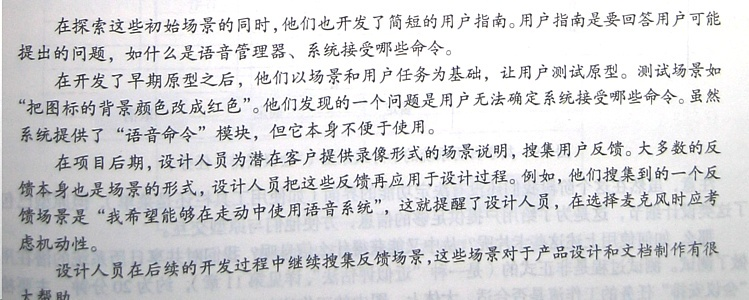 在探索这些初始场景的同时，他们也开发了简短的用户指南。用户指南是要回答用户可能
提出的问题，如什么是语音管理器、系统接受哪些命令。
在开发了早期原型之后，他们以场景和用户任务为基础，让用户测试原型。测试场景如
“把图标的背景颜色改成红色”。他们发现的一个问题是用户无法确定系统接受哪些命令。虽然
系统提供了“语音命令”模块，但它本身不便于使用。
在项目后期，设计人员为潜在客户提供录像形式的场景说明，搜集用户反馈。大多数的反
馈本身也是场景的形式，设计人员把这些反馈再应用于设计过程。例如，他们搜集到的一个反
馈场景是“我希望能够在走动中使用语音系统”，这就提醒了设计人员，在选择麦克风时应考
虑机动性。
设计人员在后续的开发过程中继续搜集反馈场景，这些场景对于产品设计和文档制作有很
大帮助